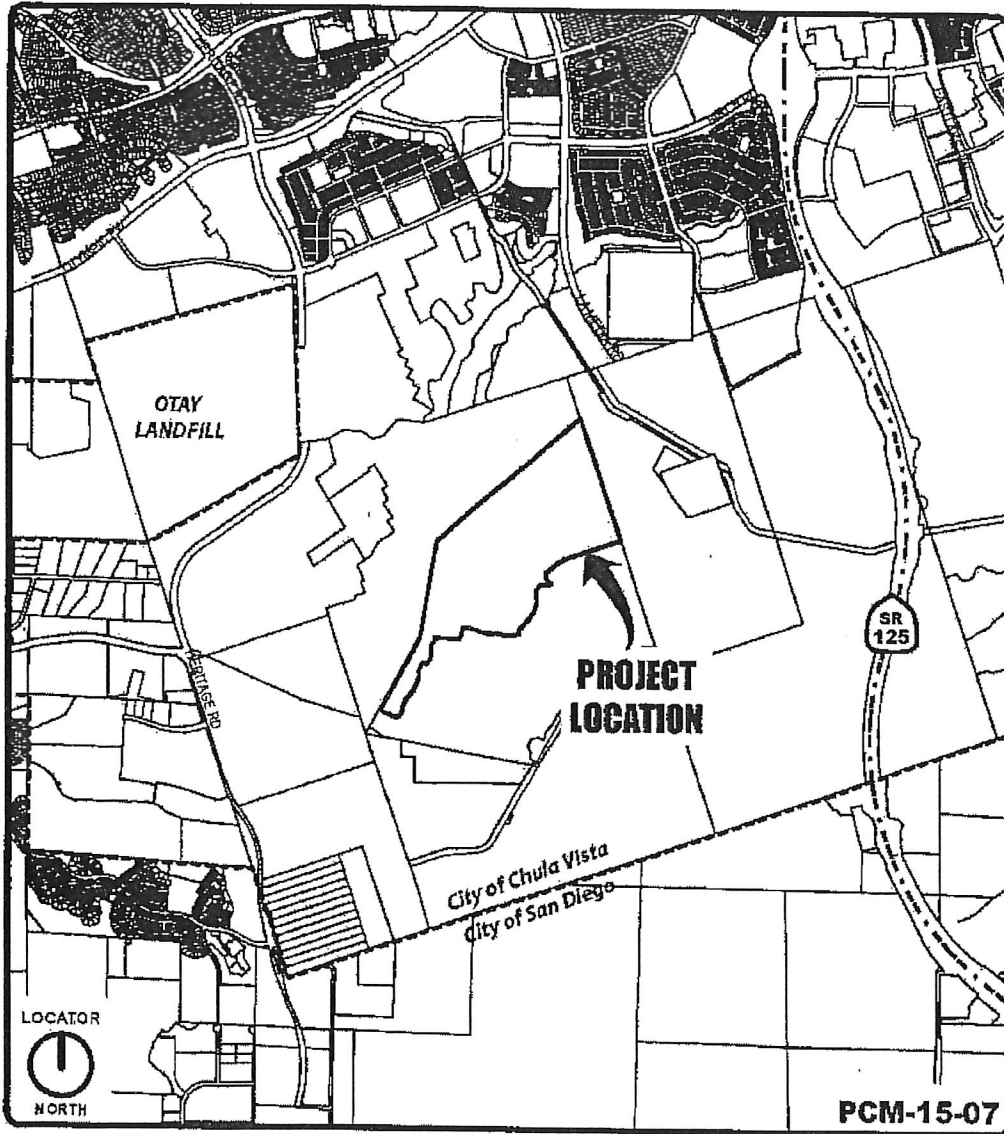 OTAY
LANDFILL
HERITAGE RD
PROJECT
LOCATION
SR
125
City of Chula Vista
City of San Diego
LOCATOR
NORTH
PCM-15-07